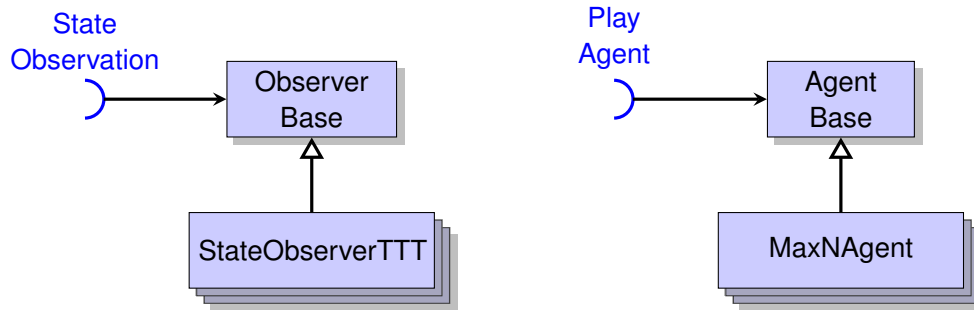 State
Observation
Observer
Base
StateObserverTTT
Play
Agent
Agent
Base
MaxNAgent